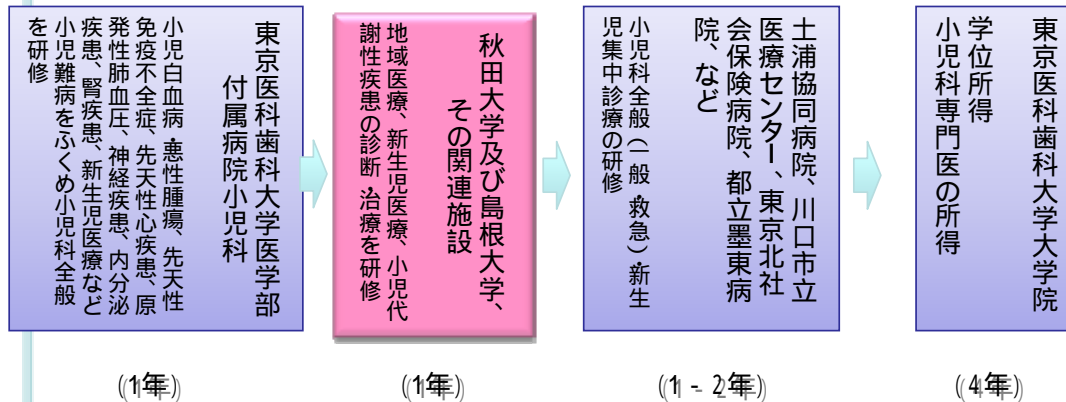 東京医科歯科大学医学部
付属病院小児科
小児白血病・悪性腫瘍、先天性
免疫不全症、先天性心疾患、原
発性肺血圧、神経疾患、内分泌
疾患、腎疾患、新生児医療など
小児難病をふくめ小児科全般
を研修
(1年)
秋田大学及び島根大学、
その関連施設
地域医療、新生児医療、小児代
謝性疾患の診断・治療を研修
(1年)
土浦協同病院、川口市立
医療センター、東京北社
会保険病院、都立墨東病
院、など
小児科全般(一般・救急)・新生
児集中診療の研修
(1-2年)
東京医科歯科大学大学院
学位所得
小児科専門医の所得
(4年)